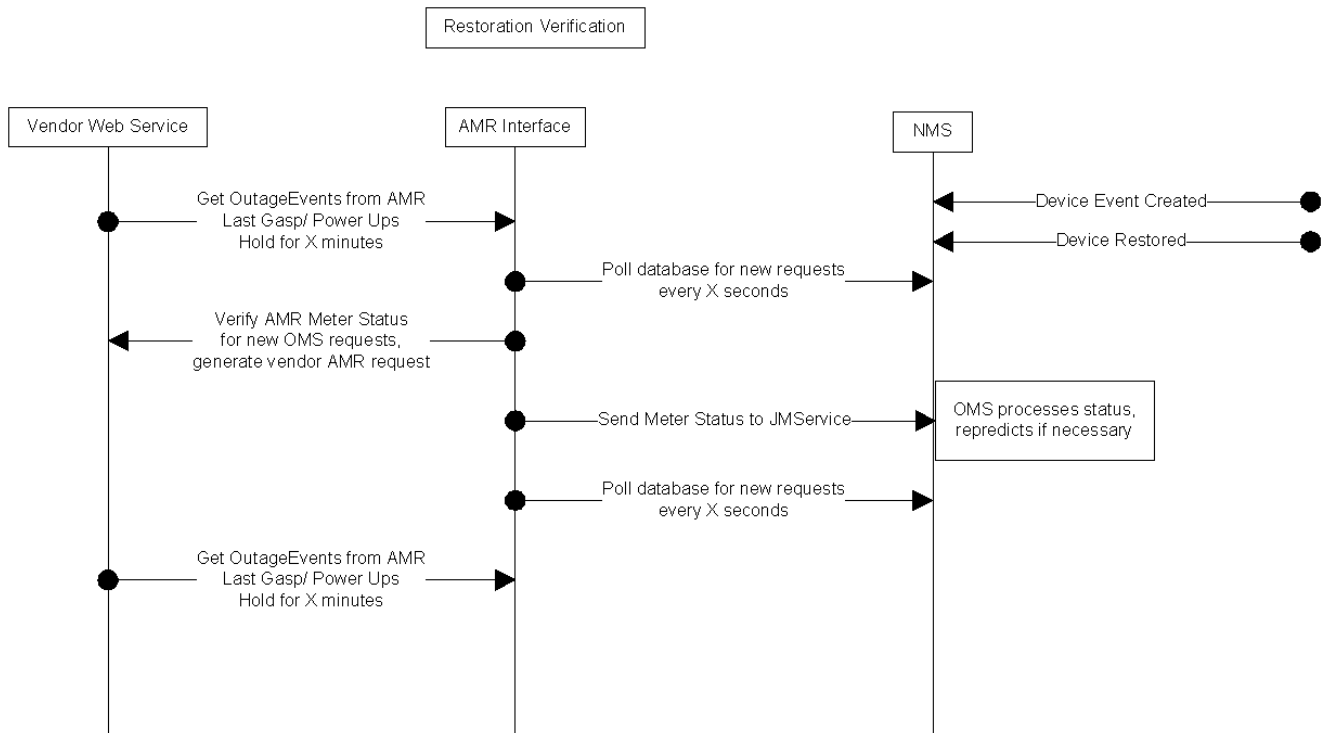 Restoration Verification
Vendor Web Service
AMR Interface
NMS
Get OutageEvents from AMR
Last Gasp/ Power Ups
Hold for X minutes
Device Event Created
Device Restored
Poll database for new requests
every X seconds
Verify AMR Meter Status
for new OMS requests,
generate vendor AMR request
Send Meter Status to JMService
OMS processes status,
repredicts if necessary
Poll database for new requests
every X seconds
Get OutageEvents from AMR
Last Gasp/ Power Ups
Hold for X minutes